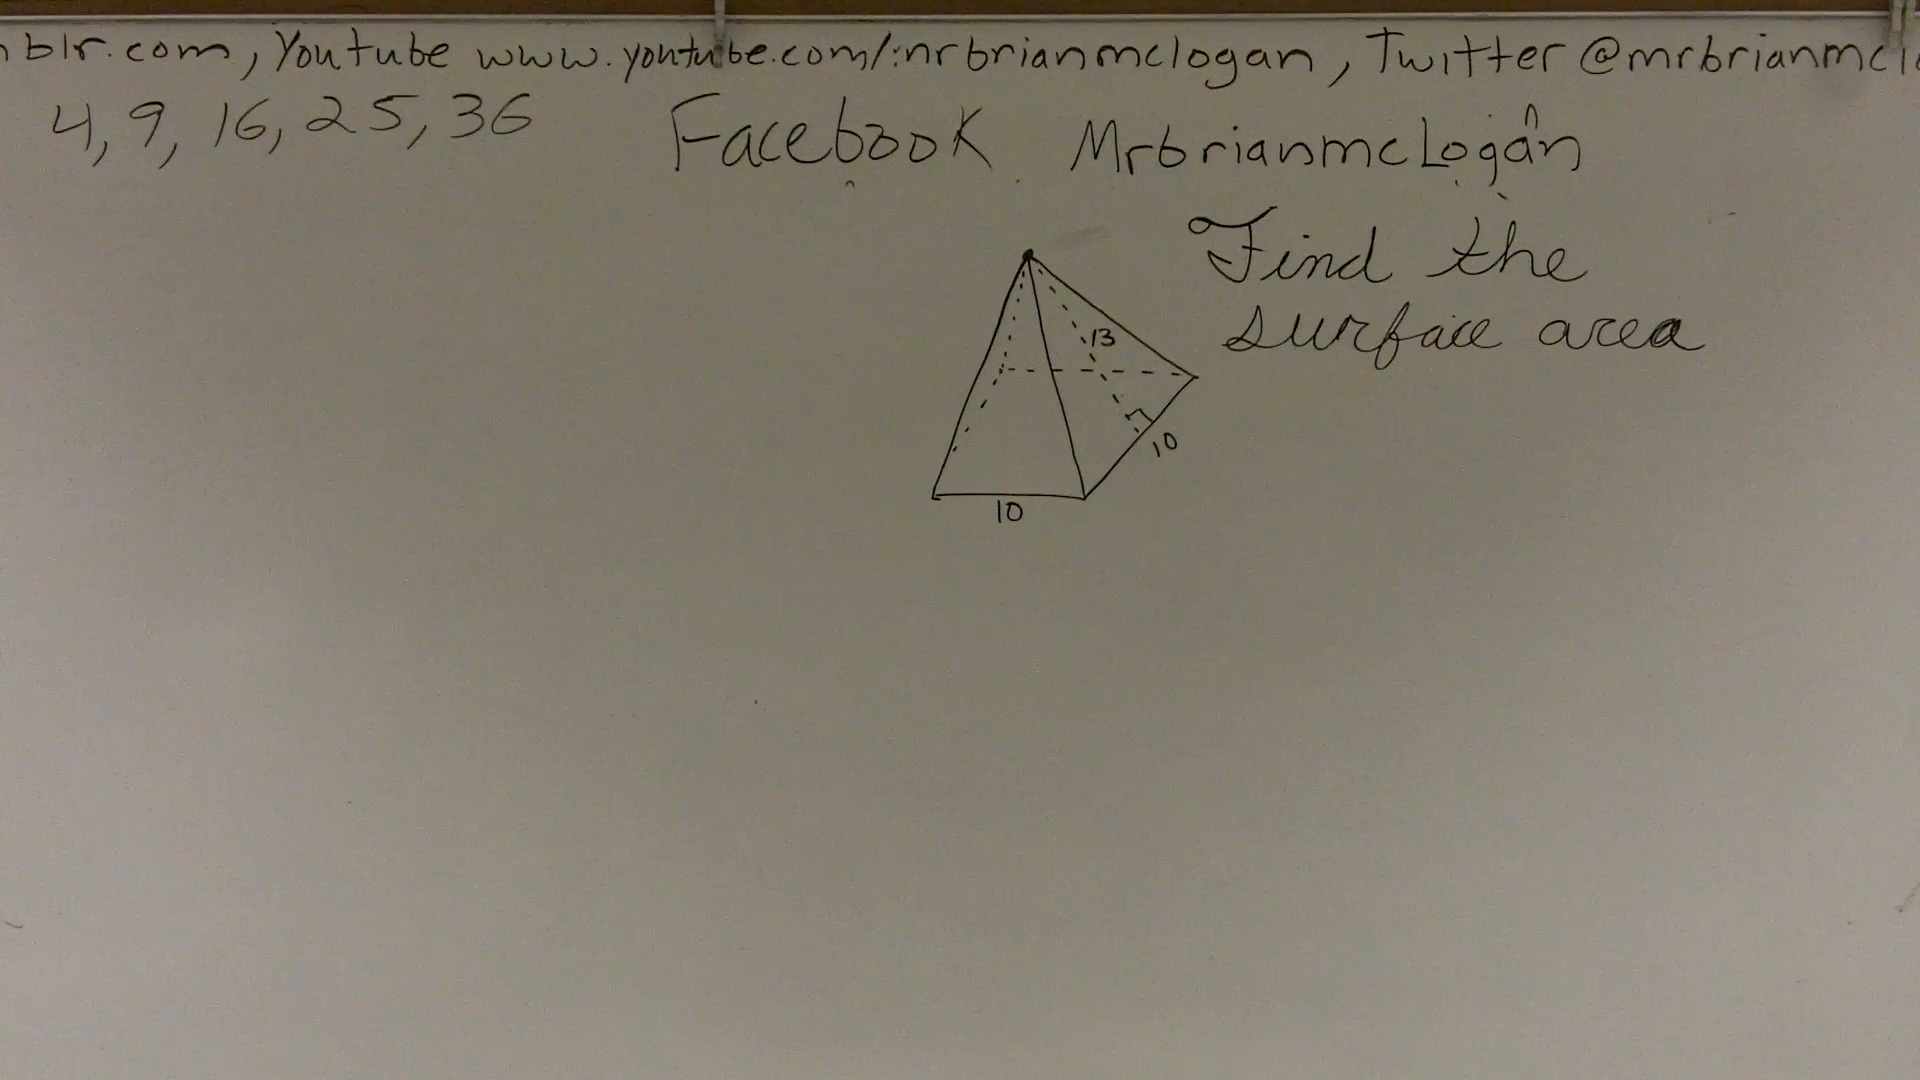 blr.com, Youtube www.youtube.com/mrbrianmclogan, Twitter @mrbrianmcl
4, 9, 16, 25, 36 Facebook MrbrianmcLogan
Find the
surface area
13
10
10